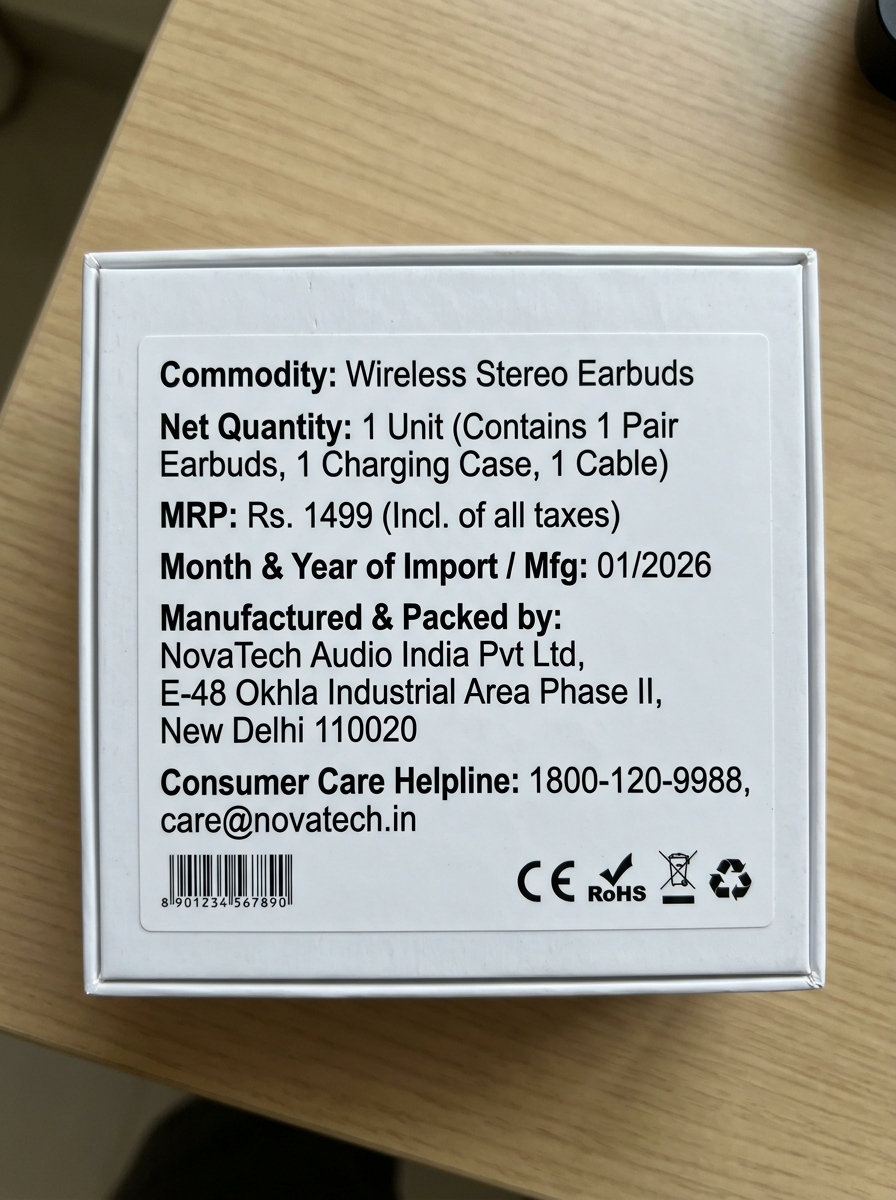 Commodity: Wireless Stereo Earbuds
Net Quantity: 1 Unit (Contains 1 Pair
Earbuds, 1 Charging Case, 1 Cable)
MRP: Rs. 1499 (Incl. of all taxes)
Month & Year of Import / Mfg: 01/2026
Manufactured & Packed by:
NovaTech Audio India Pvt Ltd,
E-48 Okhla Industrial Area Phase II,
New Delhi 110020
Consumer Care Helpline: 1800-120-9988,
care@novatech.in
8 901234 567890
CE RoHS